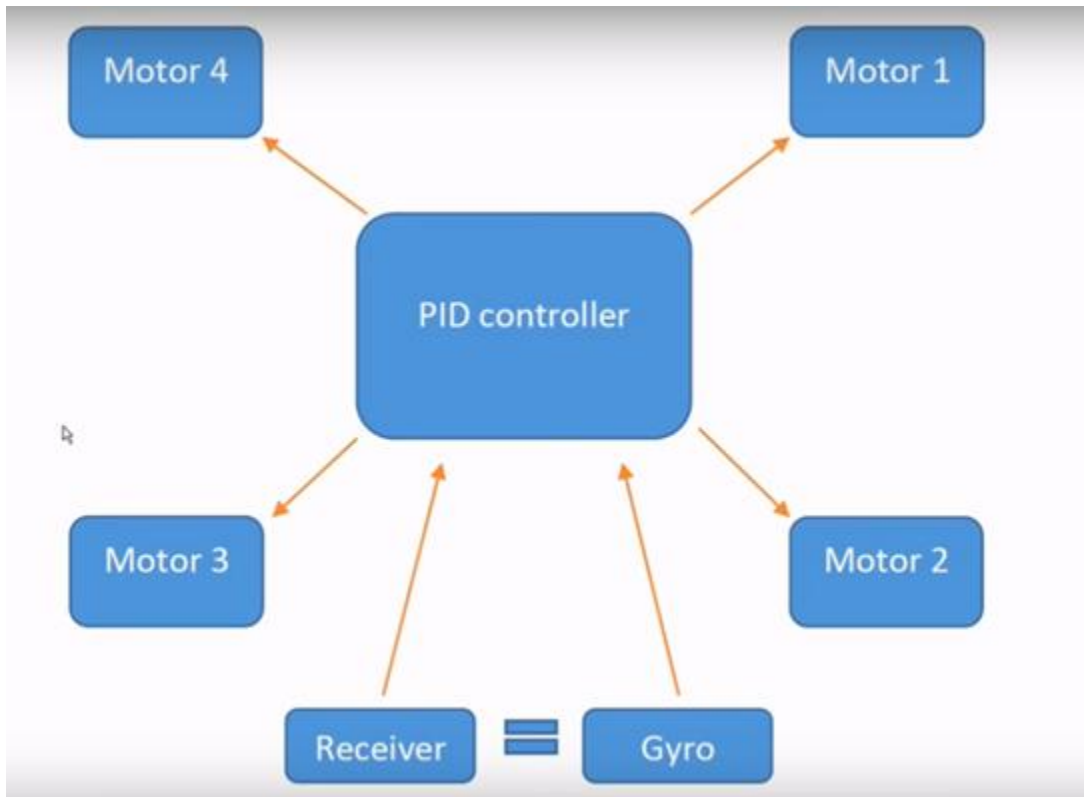 Motor 4
Motor 1
PID controller
Motor 3
Motor 2
Receiver
=
Gyro